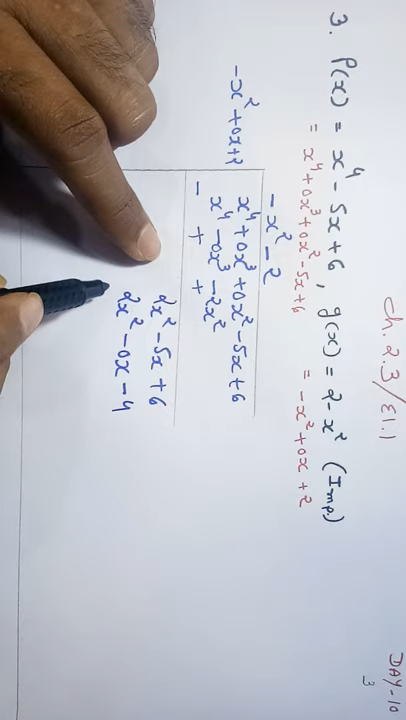 Ch. 2.3/E1.1
DAY-10
3
3. P(x) = x⁴ - 5x + 6, g(x) = 2 - x² (Imp.)
= x⁴ + 0x³ + 0x² - 5x + 6
= -x² + 0x + 2
-x² - 2
-x² + 0x + 2
x⁴ + 0x³ + 0x² - 5x + 6
x⁴ - 0x³ - 2x²
- + +
2x² - 5x + 6
2x² - 0x - 4